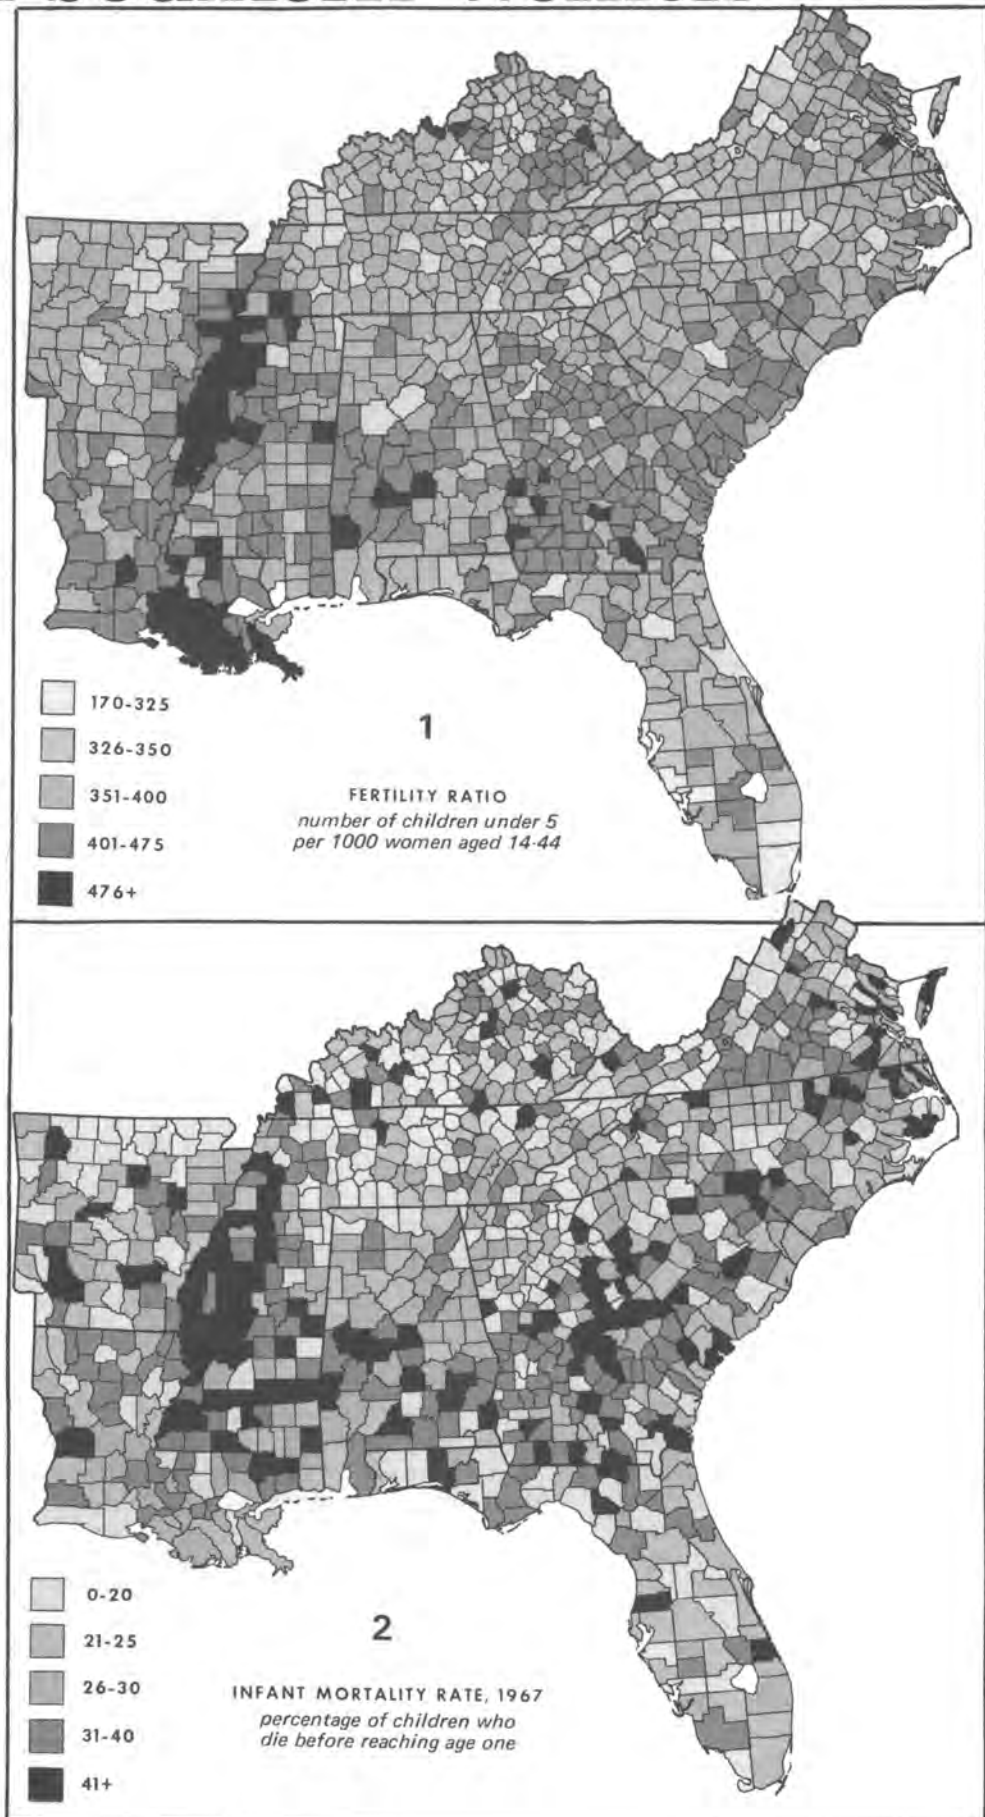 170-325
326-350
351-400
401-475
476+
1
FERTILITY RATIO
number of children under 5
per 1000 women aged 14-44
0-20
21-25
26-30
31-40
41+
2
INFANT MORTALITY RATE, 1967
percentage of children who
die before reaching age one